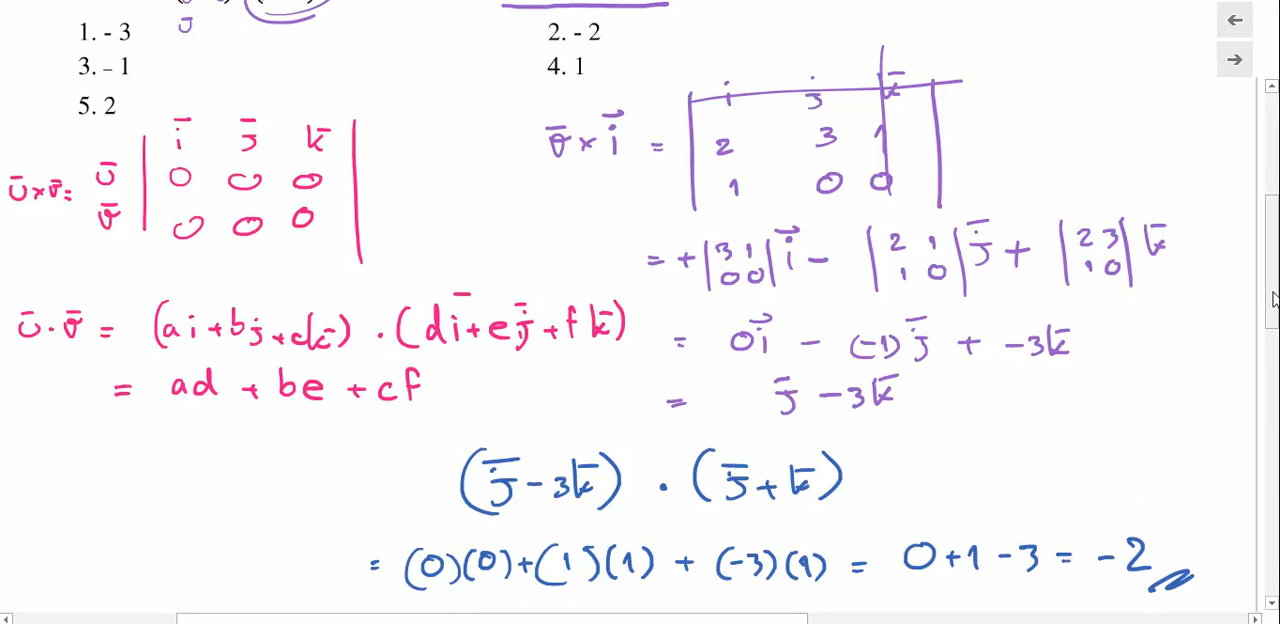 1. - 3 2. - 2
3. – 1 4. 1
5. 2
ū×v̄ = | ī j̄ k̄ |
ū | 0 0 0 |
v̄ | 0 0 0 |
ū · v̄ = (ai+bj+ck̄) · (dī+ej̄+fk̄)
= ad + be + cf
v̄ × i⃗ = | i j k̄ |
| 2 3 1 |
| 1 0 0 |
= + |3 1| i⃗ - |2 1| j̄ + |2 3| k̄
|0 0| |1 0| |1 0|
= 0i⃗ - (-1)j̄ + -3k̄
= j̄ - 3k̄
(j̄ - 3k̄) · (j̄ + k̄)
= (0)(0)+(1)(1) + (-3)(1) = 0+1-3 = -2